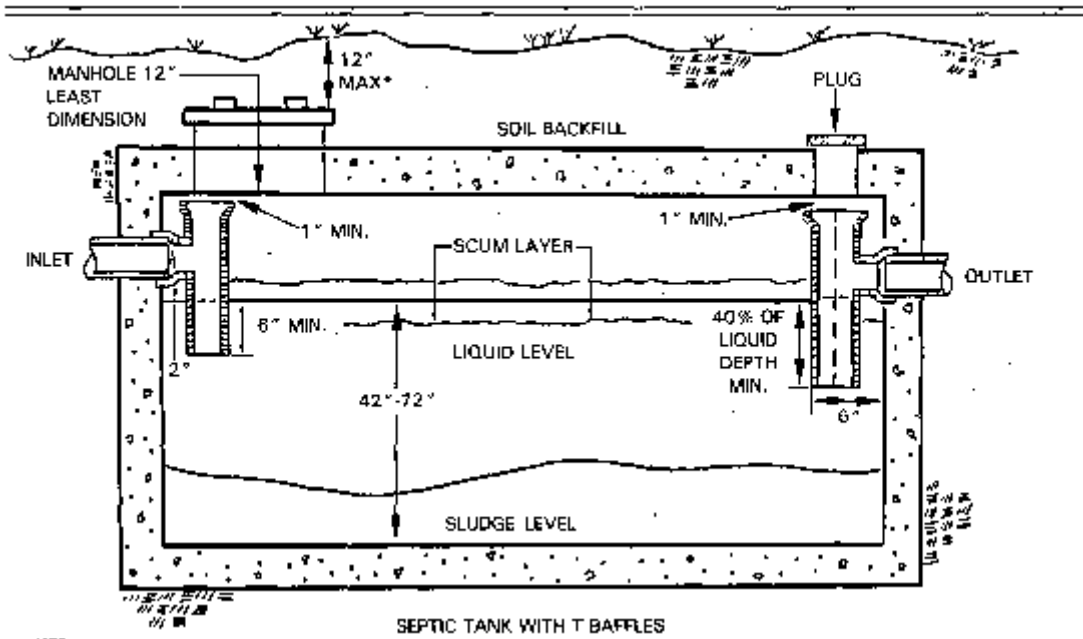 12"
MAX*
MANHOLE 12"
LEAST
DIMENSION
PLUG
SOIL BACKFILL
1" MIN.
1" MIN.
SCUM LAYER
INLET
OUTLET
6" MIN.
40% OF
LIQUID
DEPTH
MIN.
LIQUID LEVEL
2"
42"-72"
6"
SLUDGE LEVEL
SEPTIC TANK WITH T BAFFLES